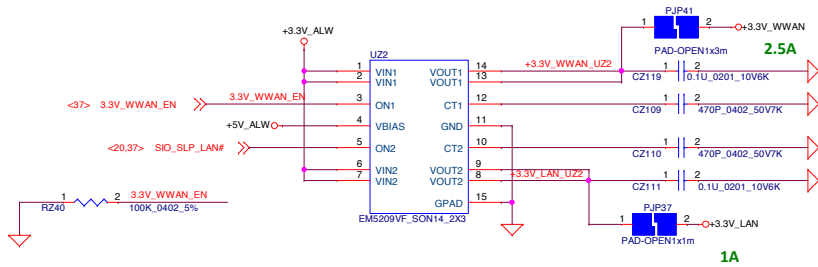 PJP41
1 2 +3.3V_WWAN
PAD-OPEN1x3m 2.5A
+3.3V_ALW
UZ2
1 VIN1 VOUT1 14 +3.3V_WWAN_UZ2 1 2
2 VIN1 VOUT1 13 CZ119 0.1U_0201_10V6K
<37> 3.3V_WWAN_EN 3.3V_WWAN_EN 3 ON1 CT1 12 1 2
CZ109 470P_0402_50V7K
+5V_ALW 4 VBIAS GND 11
<20,37> SIO_SLP_LAN# 5 ON2 CT2 10 1 2
CZ110 470P_0402_50V7K
6 VIN2 VOUT2 9
7 VIN2 VOUT2 8 +3.3V_LAN_UZ2 1 2
CZ111 0.1U_0201_10V6K
1 2 3.3V_WWAN_EN
RZ40 100K_0402_5%
GPAD 15
EM5209VF_SON14_2X3
PJP37
1 2 +3.3V_LAN
PAD-OPEN1x1m
1A